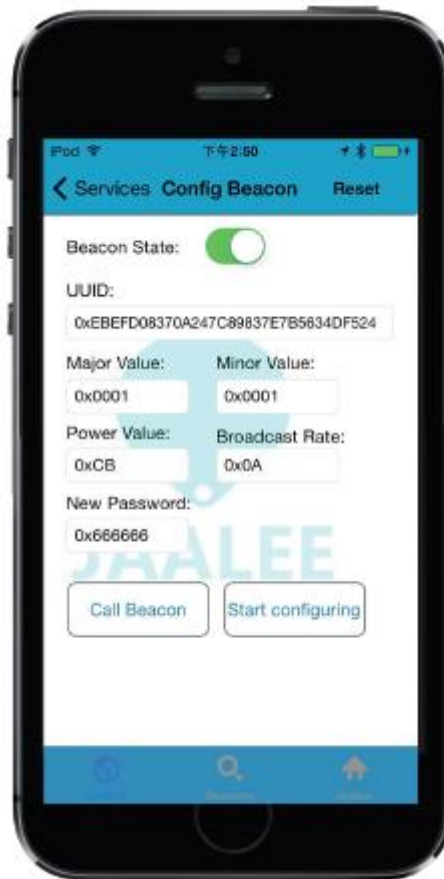 iPod 下午2:50
Services Config Beacon Reset
Beacon State:
UUID:
0xEBEFD08370A247C89837E7B5634DF524
Major Value: Minor Value:
0x0001 0x0001
Power Value: Broadcast Rate:
0xCB 0x0A
New Password:
0x666666
JAALEE
Call Beacon Start configuring